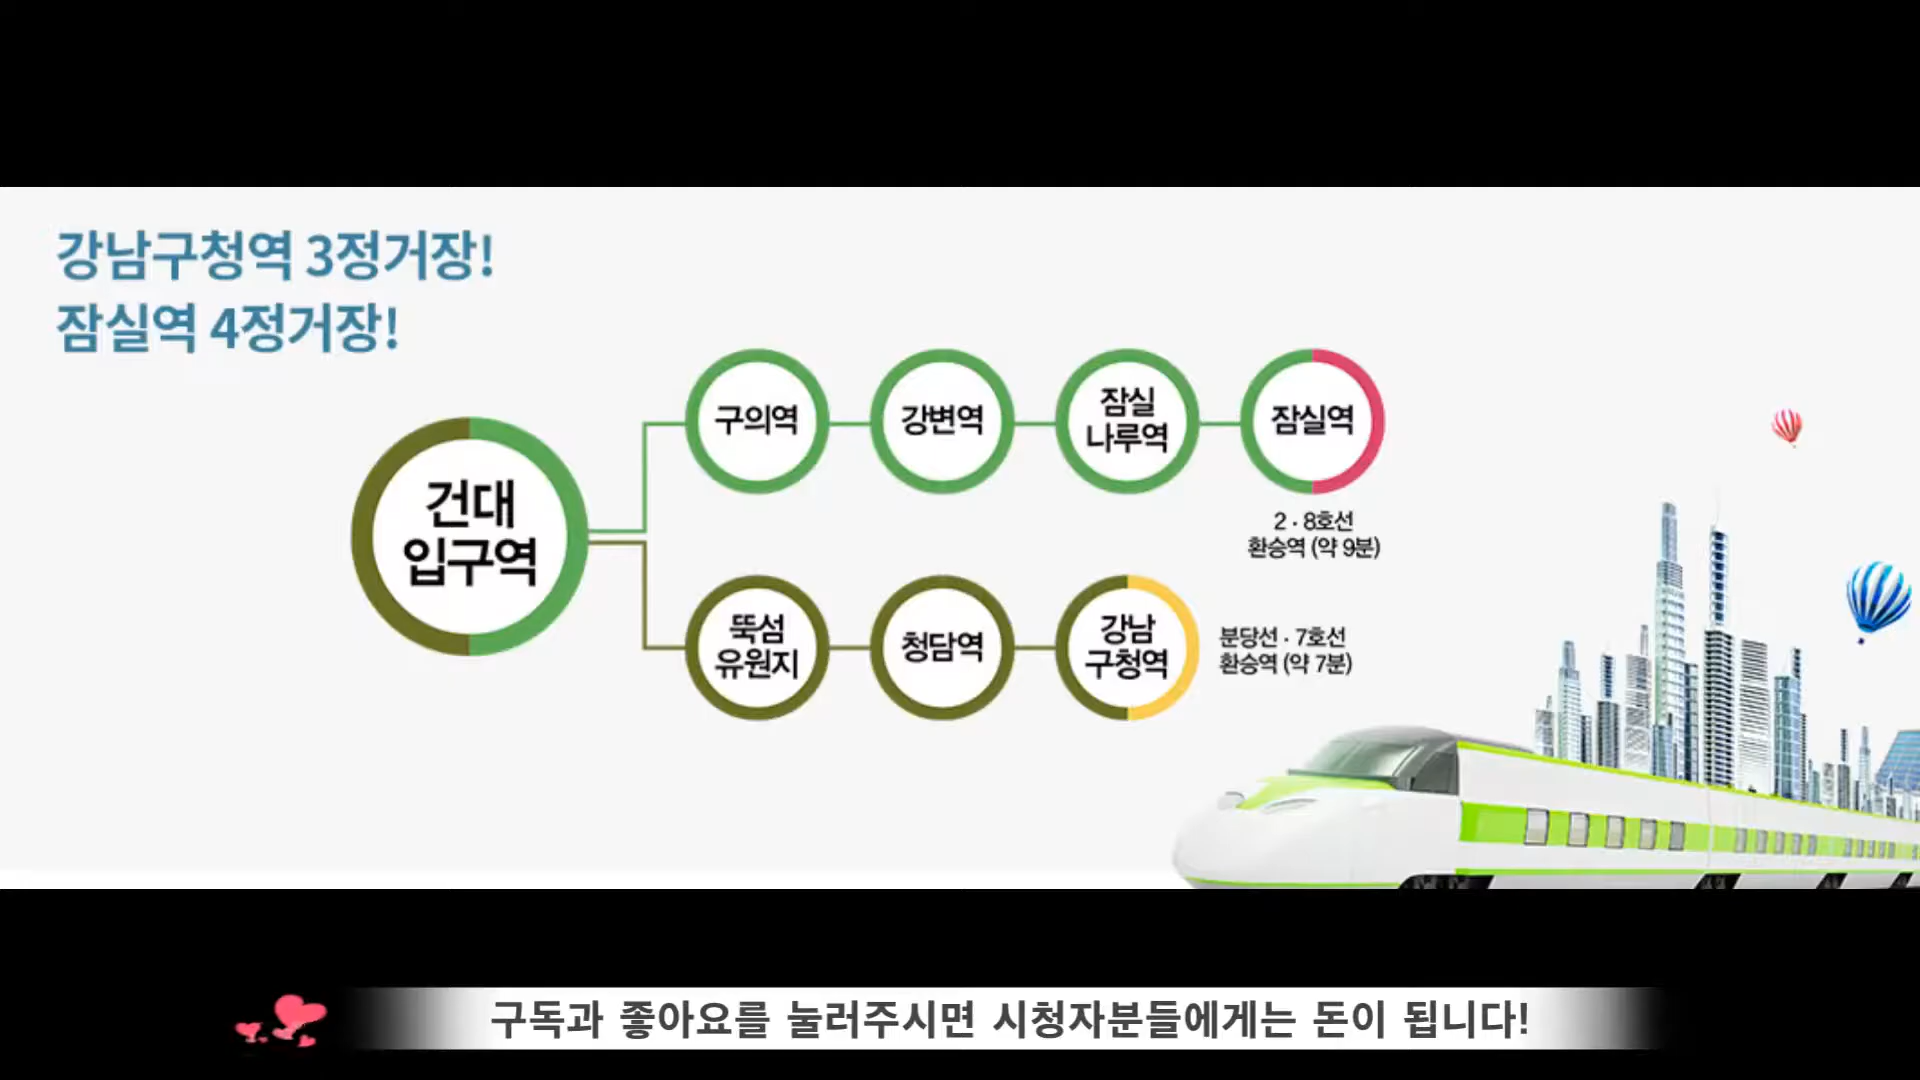 강남구청역 3정거장!
잠실역 4정거장!
건대
입구역
구의역
강변역
잠실
나루역
잠실역
2 · 8호선
환승역 (약 9분)
뚝섬
유원지
청담역
강남
구청역
분당선 · 7호선
환승역 (약 7분)
구독과 좋아요를 눌러주시면 시청자분들에게는 돈이 됩니다!